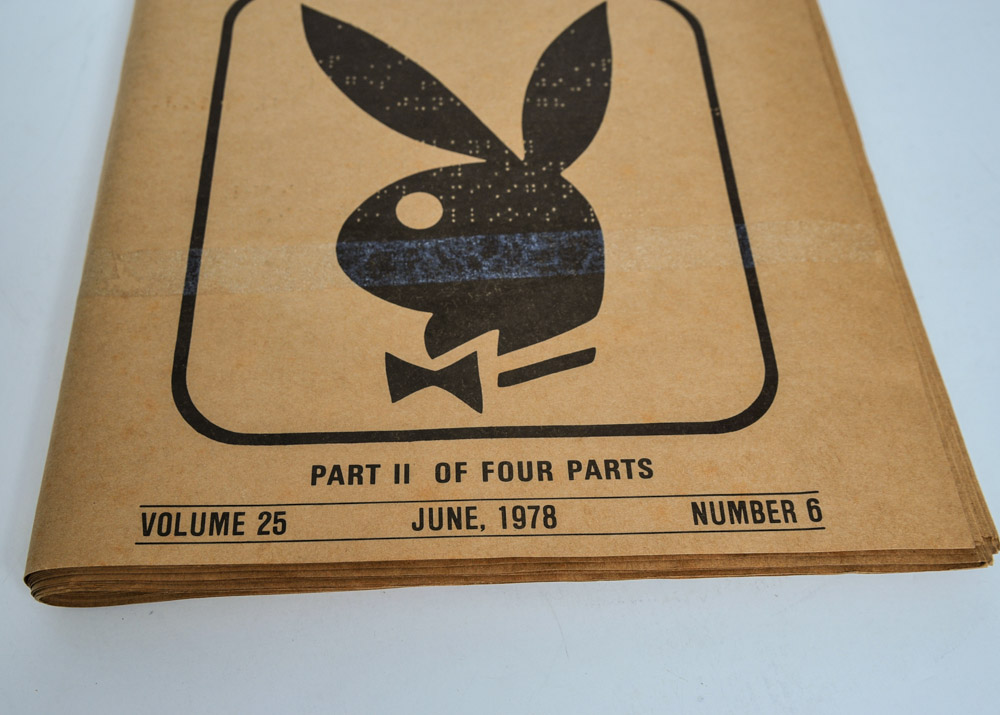 PART II OF FOUR PARTS
VOLUME 25 JUNE, 1978 NUMBER 6